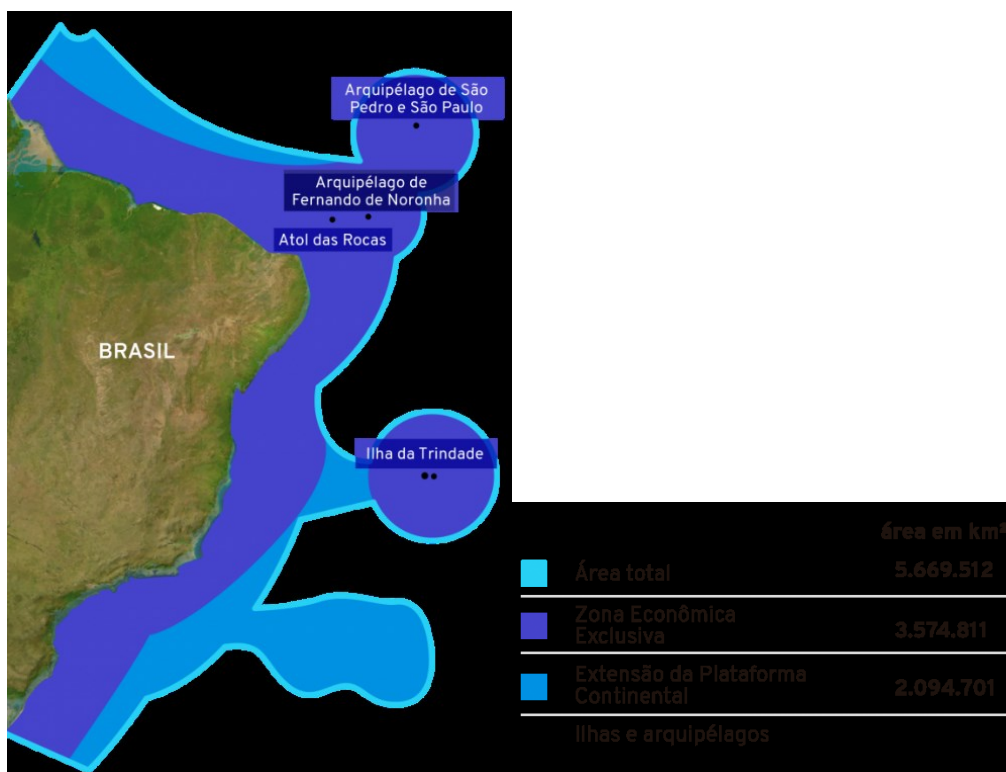 Arquipélago de São
Pedro e São Paulo
Arquipélago de
Fernando de Noronha
Atol das Rocas
BRASIL
Ilha da Trindade
área em km²
Área total 5.669.512
Zona Econômica
Exclusiva 3.574.811
Extensão da Plataforma
Continental 2.094.701
Ilhas e arquipélagos